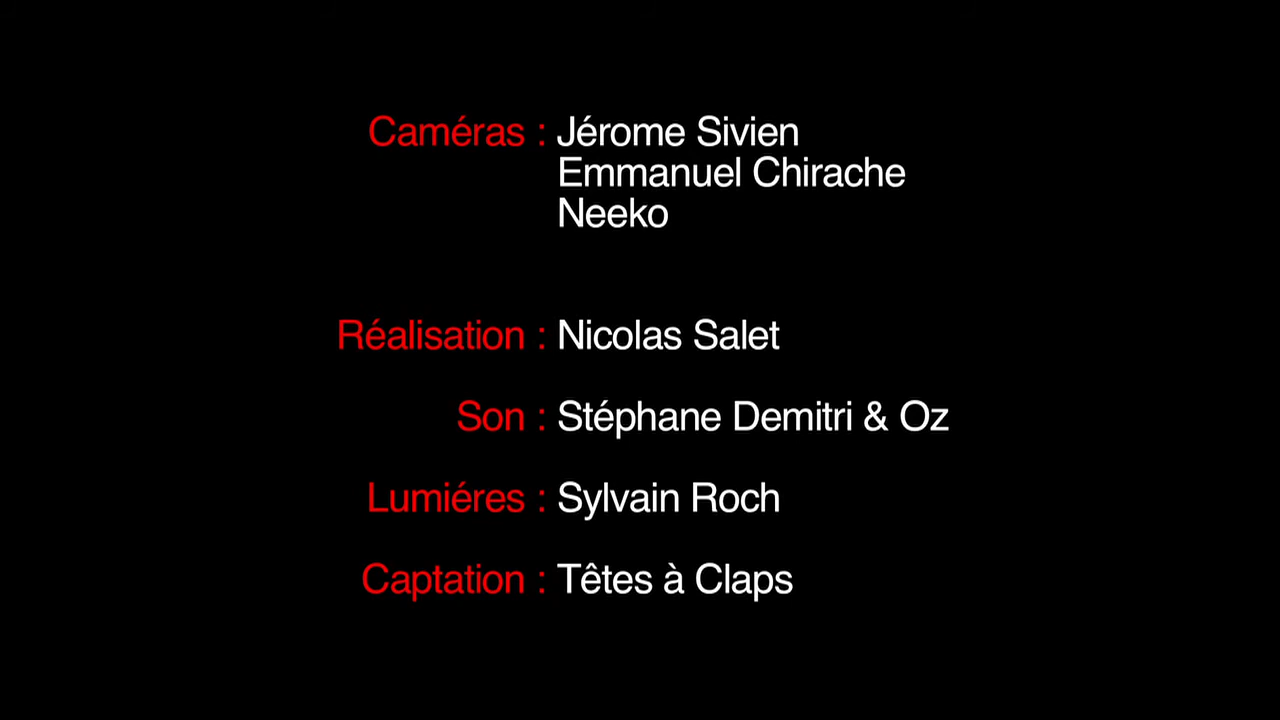 Caméras : Jérome Sivien
Emmanuel Chirache
Neeko
Réalisation : Nicolas Salet
Son : Stéphane Demitri & Oz
Lumiéres : Sylvain Roch
Captation : Têtes à Claps